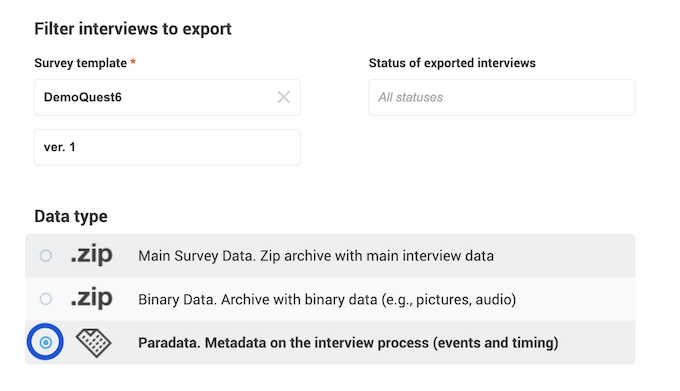 Filter interviews to export
Survey template *
Status of exported interviews
DemoQuest6
All statuses
ver. 1
Data type
.zip Main Survey Data. Zip archive with main interview data
.zip Binary Data. Archive with binary data (e.g., pictures, audio)
Paradata. Metadata on the interview process (events and timing)